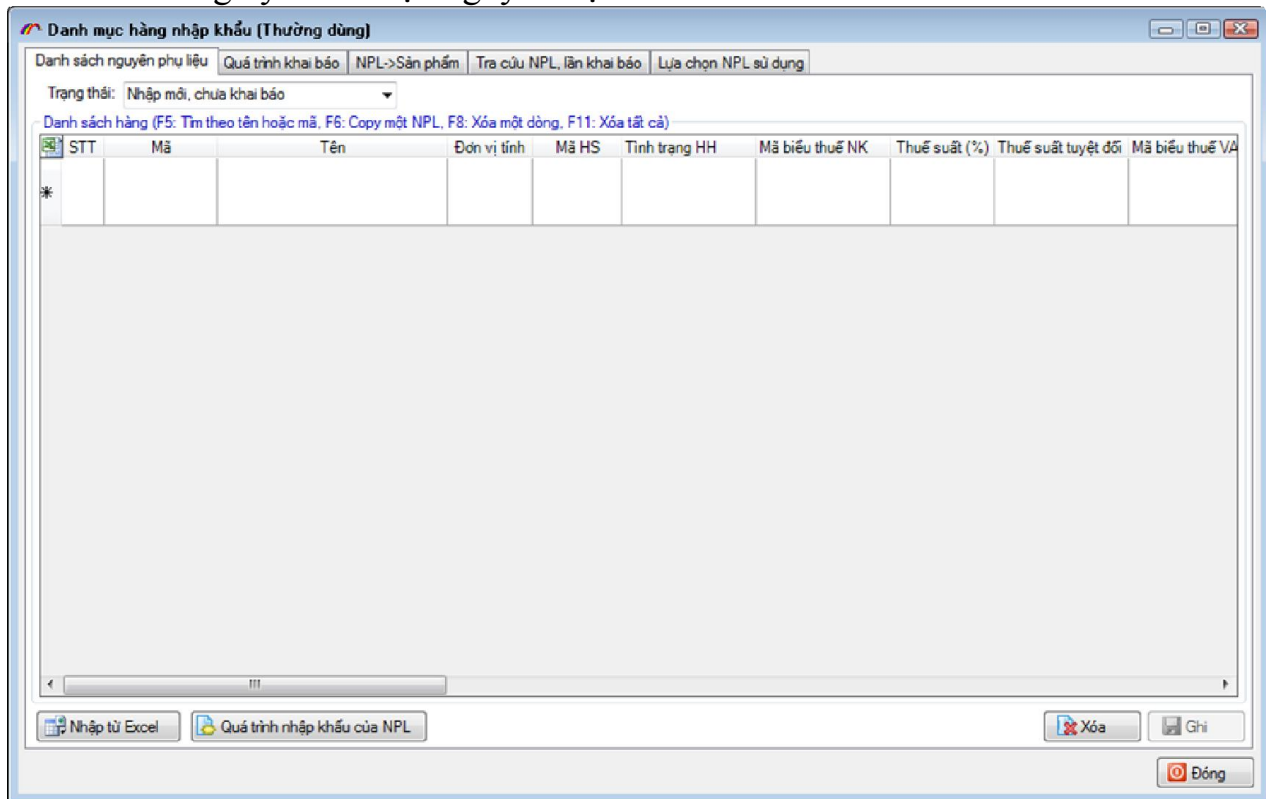 Danh mục hàng nhập khẩu (Thường dùng)
Danh sách nguyên phụ liệu Quá trình khai báo NPL->Sản phẩm Tra cứu NPL, lần khai báo Lựa chọn NPL sử dụng
Trạng thái: Nhập mới, chưa khai báo
Danh sách hàng (F5: Tìm theo tên hoặc mã, F6: Copy một NPL, F8: Xóa một dòng, F11: Xóa tất cả)
STT Mã Tên Đơn vị tính Mã HS Tình trạng HH Mã biểu thuế NK Thuế suất (%) Thuế suất tuyệt đối Mã biểu thuế VA
Nhập từ Excel Quá trình nhập khẩu của NPL Xóa Ghi
Đóng